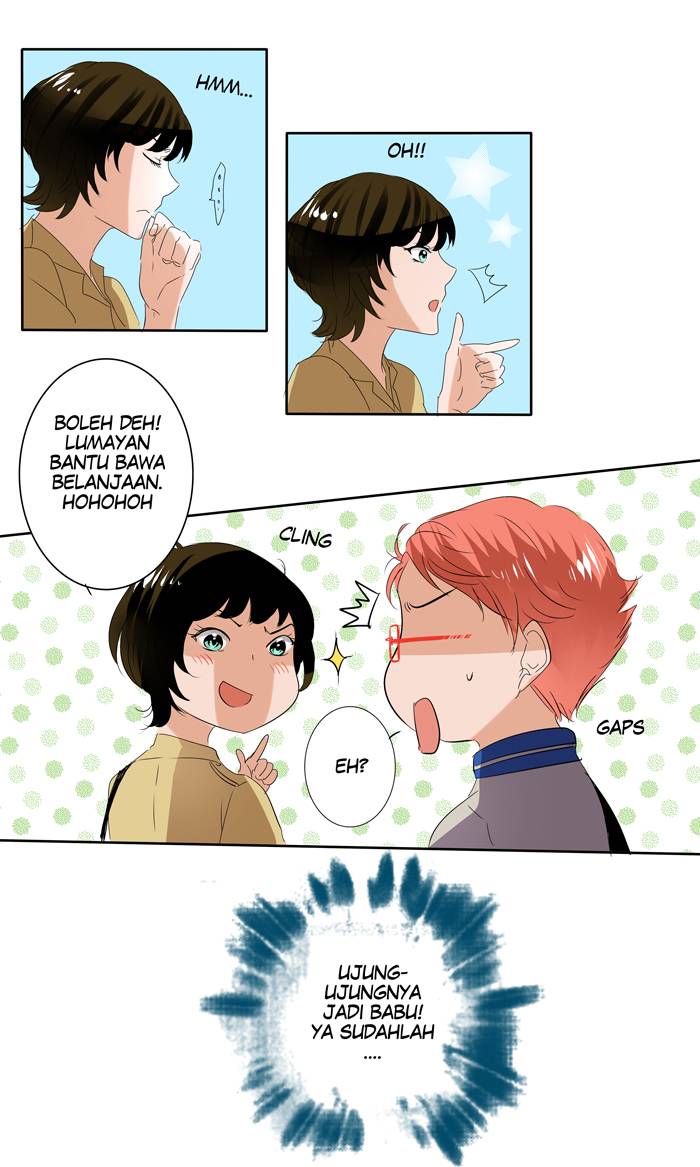 HMM...
OH!!
BOLEH DEH!
LUMAYAN
BANTU BAWA
BELANJAAN.
HOHOHOH
CLING
EH?
GAPS
UJUNG-
UJUNGNYA
JADI BABU!
YA SUDAHLAH
....